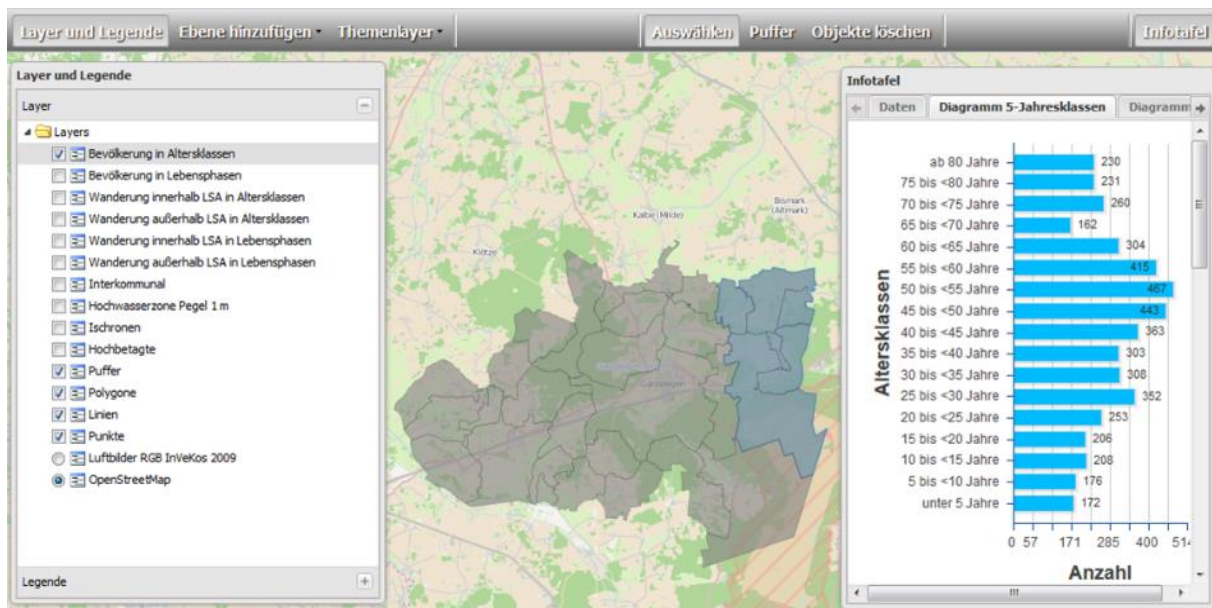 Layer und Legende Ebene hinzufügen Themenlayer Auswählen Puffer Objekte löschen Infotafel
Layer und Legende
Layer
Layers
Bevölkerung in Altersklassen
Bevölkerung in Lebensphasen
Wanderung innerhalb LSA in Altersklassen
Wanderung außerhalb LSA in Altersklassen
Wanderung innerhalb LSA in Lebensphasen
Wanderung außerhalb LSA in Lebensphasen
Interkommunal
Hochwasserzone Pegel 1 m
Ischronen
Hochbetagte
Puffer
Polygone
Linien
Punkte
Luftbilder RGB InVeKos 2009
OpenStreetMap
Legende
Kalbe (Milde)
Bismark
(Altmark)
Klötze
Gardelegen
Infotafel
Daten Diagramm 5-Jahresklassen Diagramm
Altersklassen
ab 80 Jahre 230
75 bis <80 Jahre 231
70 bis <75 Jahre 260
65 bis <70 Jahre 162
60 bis <65 Jahre 304
55 bis <60 Jahre 415
50 bis <55 Jahre 467
45 bis <50 Jahre 443
40 bis <45 Jahre 363
35 bis <40 Jahre 303
30 bis <35 Jahre 308
25 bis <30 Jahre 352
20 bis <25 Jahre 253
15 bis <20 Jahre 206
10 bis <15 Jahre 208
5 bis <10 Jahre 176
unter 5 Jahre 172
0 57 171 285 400 514
Anzahl